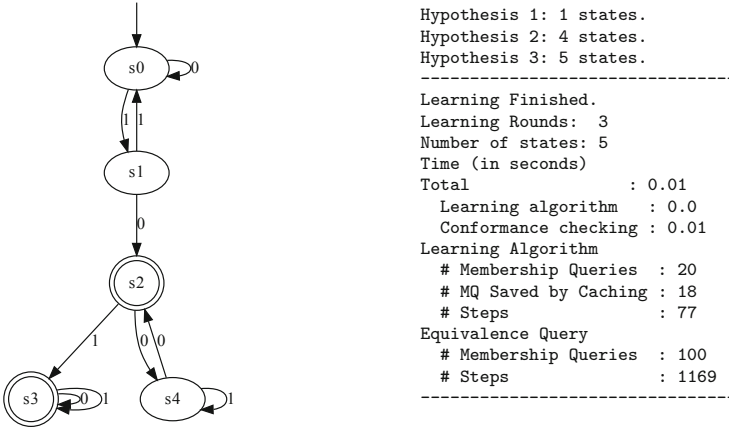 s0
0
1
1
s1
0
s2
1
0
0
s3
0
1
s4
1
Hypothesis 1: 1 states.
Hypothesis 2: 4 states.
Hypothesis 3: 5 states.
-------------------------------
Learning Finished.
Learning Rounds:  3
Number of states: 5
Time (in seconds)
Total                : 0.01
  Learning algorithm   : 0.0
  Conformance checking : 0.01
Learning Algorithm
  # Membership Queries  : 20
  # MQ Saved by Caching : 18
  # Steps               : 77
Equivalence Query
  # Membership Queries  : 100
  # Steps               : 1169
-------------------------------